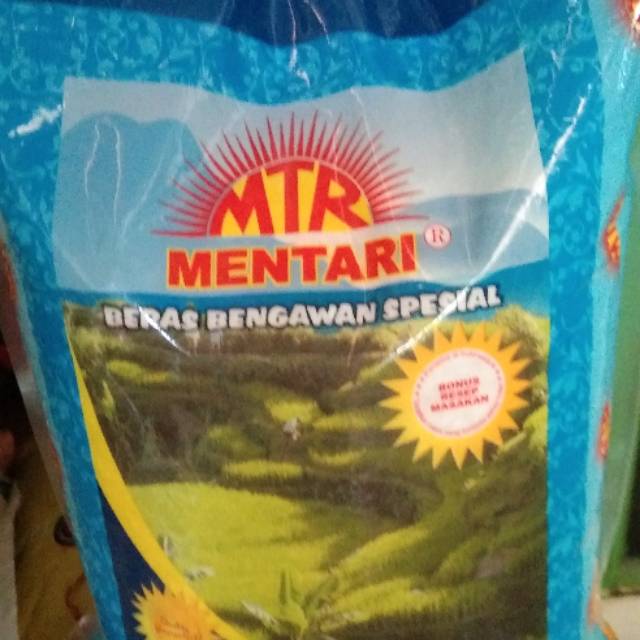 MTR
MENTARI ®
BERAS BENGAWAN SPESIAL
BONUS
RESEP
MASAKAN